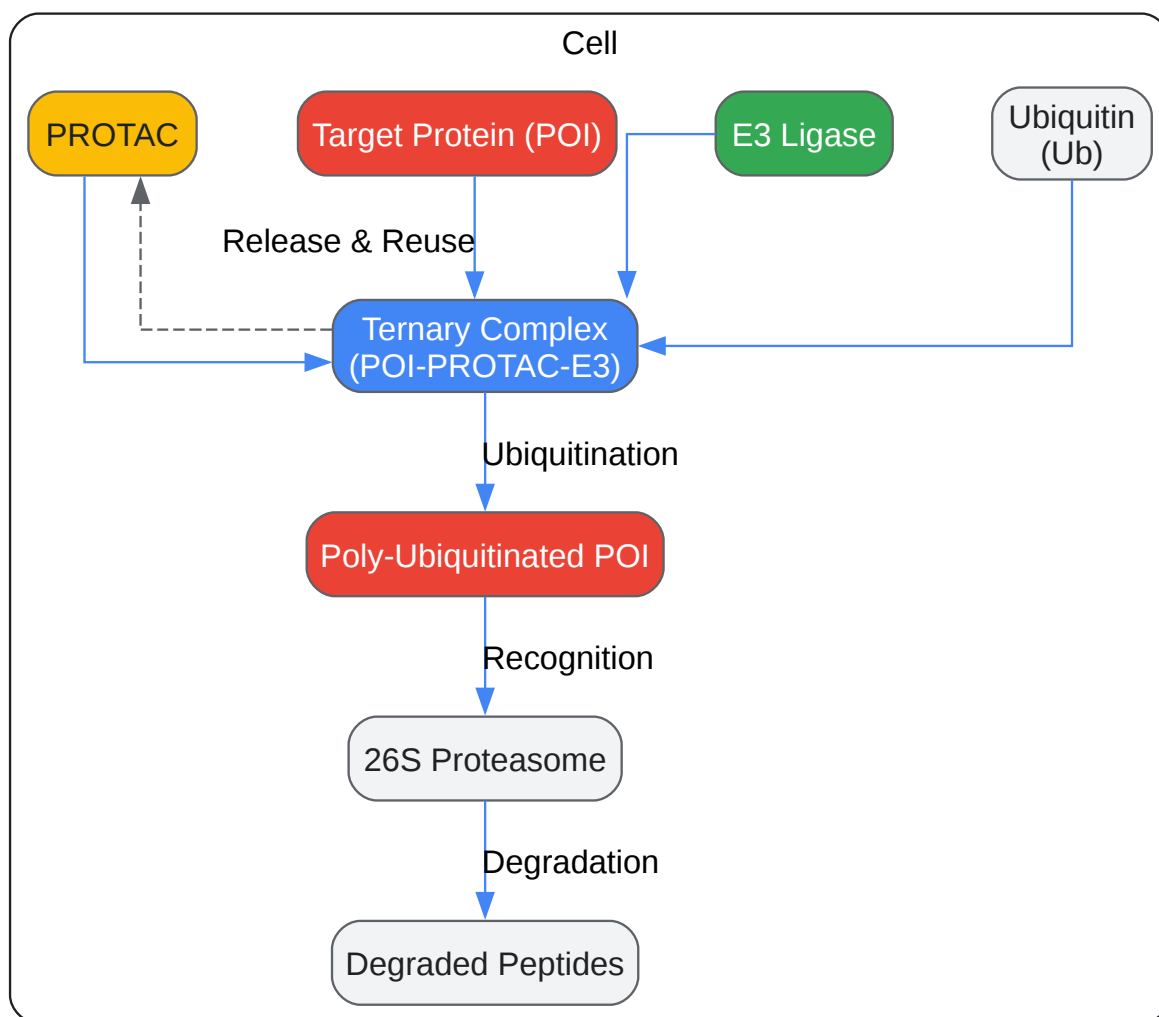 Cell
PROTAC
Target Protein (POI)
E3 Ligase
Ubiquitin
(Ub)
Release & Reuse
Ternary Complex
(POI-PROTAC-E3)
Ubiquitination
Poly-Ubiquitinated POI
Recognition
26S Proteasome
Degradation
Degraded Peptides